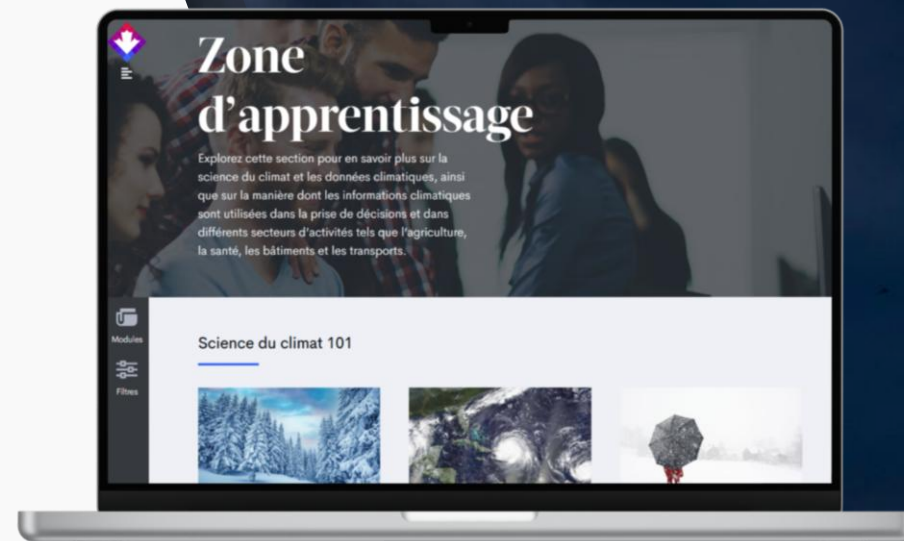 Zone
d'apprentissage
Explorez cette section pour en savoir plus sur la
science du climat et les données climatiques, ainsi
que sur la manière dont les informations climatiques
sont utilisées dans la prise de décisions et dans
différents secteurs d'activités tels que l'agriculture,
la santé, les bâtiments et les transports.
Modules
Filtres
Science du climat 101